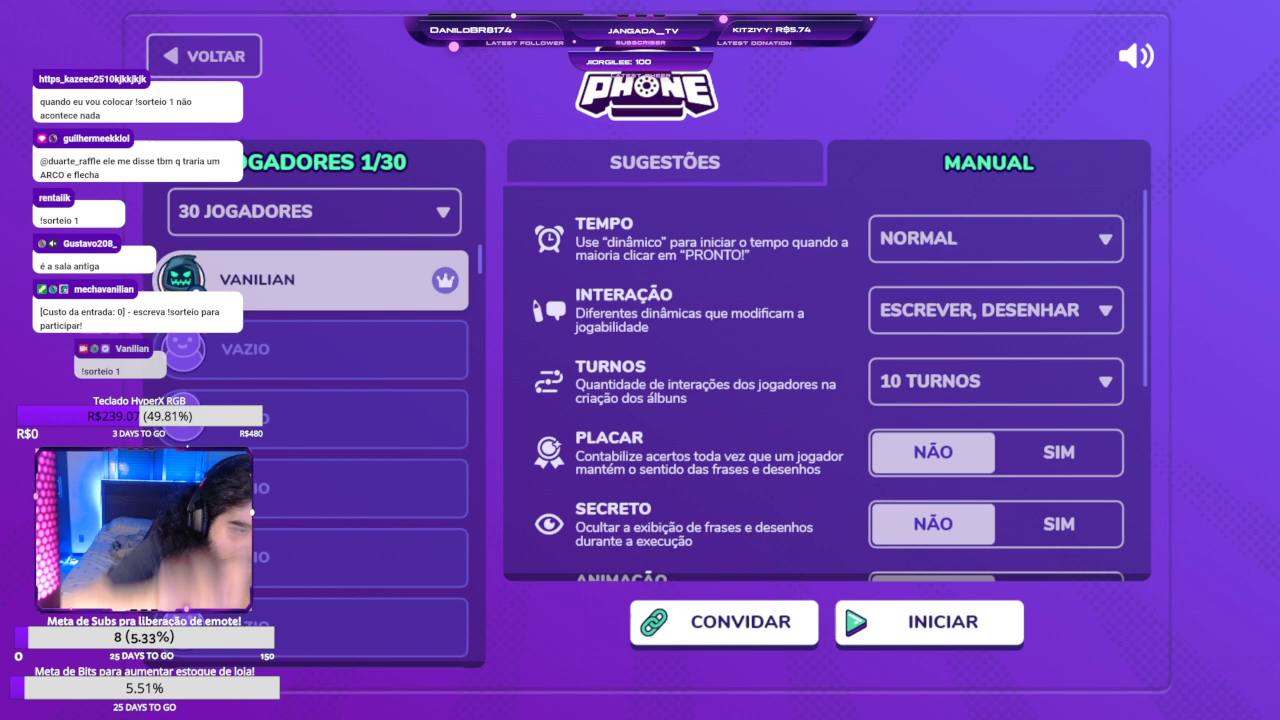 DANILOBR8174
LATEST FOLLOWER
JANGADA__TV
SUBSCRIBER
KITZIYY: R$5.74
LATEST DONATION
JIORGILEE: 100
PHONE
VOLTAR
https_kazeee2510kjkkjkjk
quando eu vou colocar !sorteio 1 não
acontece nada
guilhermeekklol
@duarte_raffle ele me disse tbm q traria um
ARCO e flecha
rentalik
!sorteio 1
Gustavo208_
é a sala antiga
mechavanilian
[Custo da entrada: 0] - escreva !sorteio para
participar!
Vanilian
!sorteio 1
Teclado HyperX RGB
R$239.07 (49.81%)
R$0
3 DAYS TO GO
R$480
Meta de Subs pra liberação de emote!
8 (5.33%)
0
25 DAYS TO GO
150
Meta de Bits para aumentar estoque de loja!
5.51%
25 DAYS TO GO
OGADORES 1/30
30 JOGADORES
VANILIAN
VAZIO
IO
IO
ZIO
SUGESTÕES
MANUAL
TEMPO
Use “dinâmico” para iniciar o tempo quando a
maioria clicar em “PRONTO!”
NORMAL
INTERAÇÃO
Diferentes dinâmicas que modificam a
jogabilidade
ESCREVER, DESENHAR
TURNOS
Quantidade de interações dos jogadores na
criação dos álbuns
10 TURNOS
PLACAR
Contabilize acertos toda vez que um jogador
mantém o sentido das frases e desenhos
NÃO
SIM
SECRETO
Ocultar a exibição de frases e desenhos
durante a execução
NÃO
SIM
ANIMAÇÃO
CONVIDAR
INICIAR